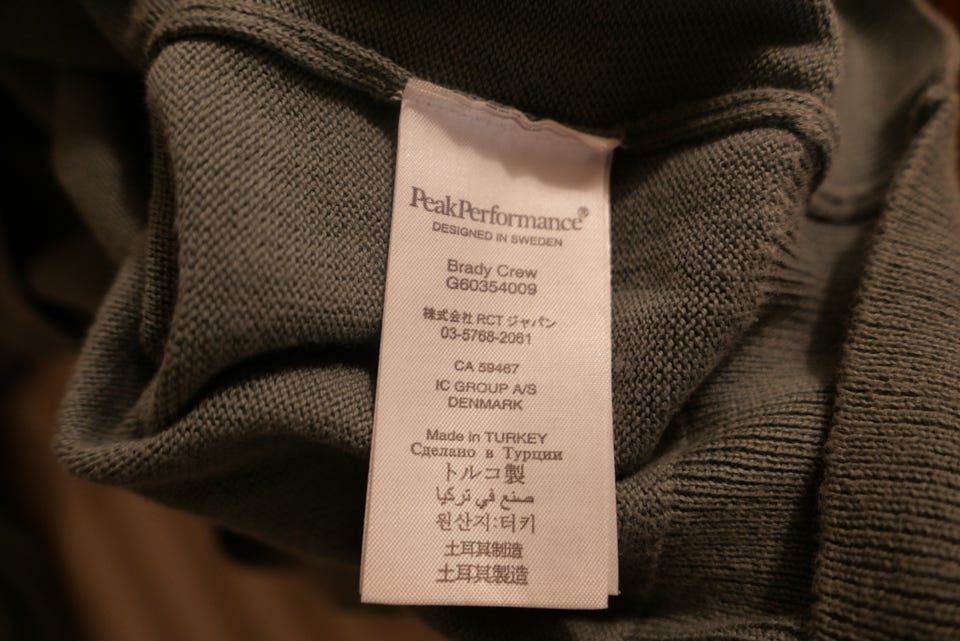 PeakPerformance®
DESIGNED IN SWEDEN
Brady Crew
G60354009
株式会社 RCT ジャパン
03-5768-2061
CA 59467
IC GROUP A/S
DENMARK
Made in TURKEY
Сделано в Турции
トルコ製
صنع في تركيا
원산지:터키
土耳其制造
土耳其製造